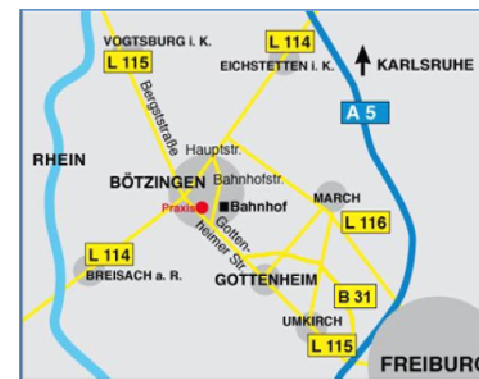 VOGTSBURG i. K.
L 115
L 114
EICHSTETTEN i. K.
KARLSRUHE
Bergststraße
A 5
RHEIN
Hauptstr.
BÖTZINGEN
Bahnhofstr.
MARCH
Praxis
Bahnhof
L 116
Gotten-
heimer Str.
L 114
BREISACH a. R.
GOTTENHEIM
B 31
UMKIRCH
L 115
FREIBURG